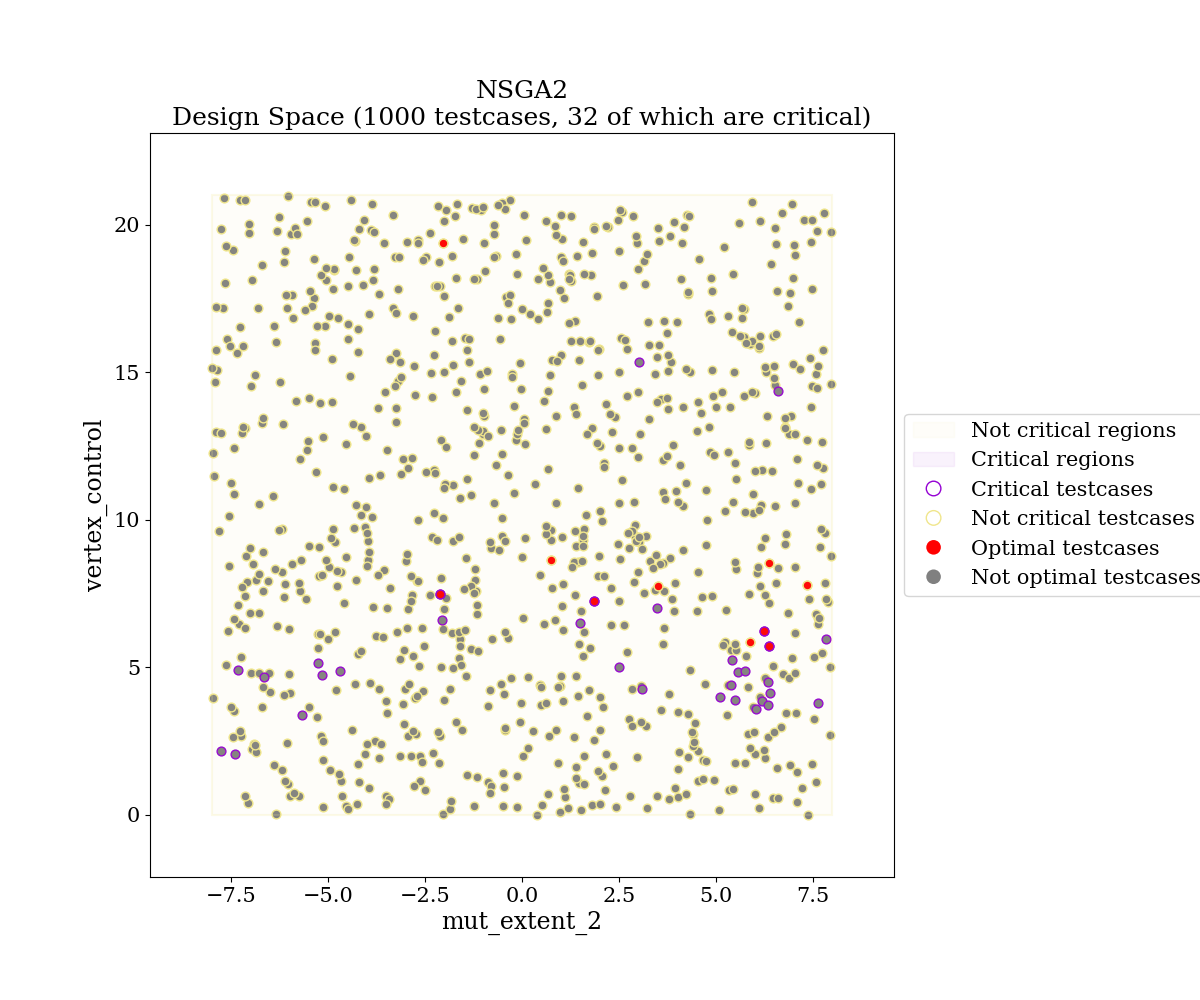 NSGA2
Design Space (1000 testcases, 32 of which are critical)
20
15
10
5
0
vertex_control
−7.5 −5.0 −2.5 0.0 2.5 5.0 7.5
mut_extent_2
Not critical regions
Critical regions
Critical testcases
Not critical testcases
Optimal testcases
Not optimal testcases